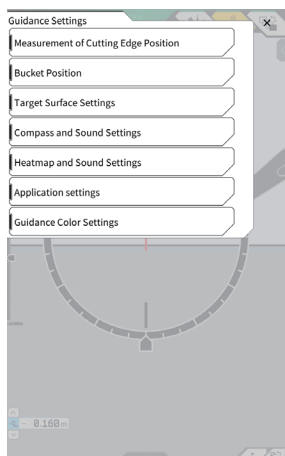 Guidance Settings
Measurement of Cutting Edge Position
Bucket Position
Target Surface Settings
Compass and Sound Settings
Heatmap and Sound Settings
Application settings
Guidance Color Settings
- 0.160 m